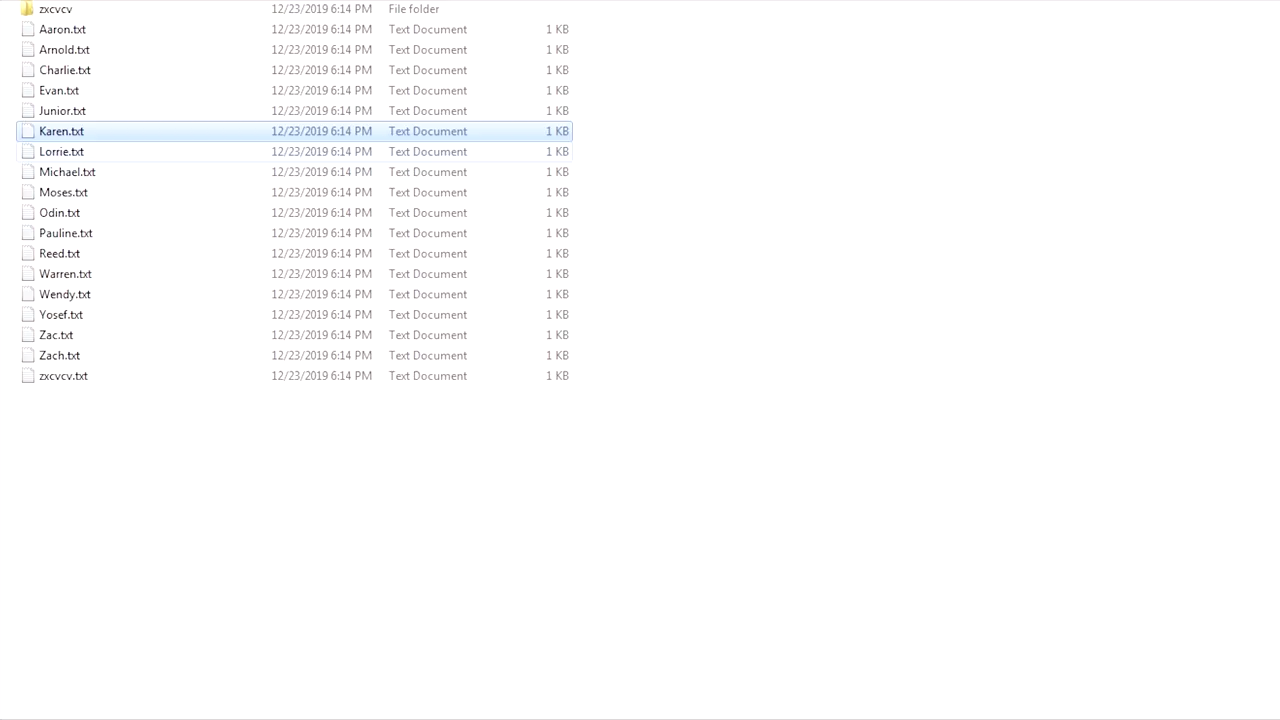 zxcvcv 12/23/2019 6:14 PM File folder
Aaron.txt 12/23/2019 6:14 PM Text Document 1 KB
Arnold.txt 12/23/2019 6:14 PM Text Document 1 KB
Charlie.txt 12/23/2019 6:14 PM Text Document 1 KB
Evan.txt 12/23/2019 6:14 PM Text Document 1 KB
Junior.txt 12/23/2019 6:14 PM Text Document 1 KB
Karen.txt 12/23/2019 6:14 PM Text Document 1 KB
Lorrie.txt 12/23/2019 6:14 PM Text Document 1 KB
Michael.txt 12/23/2019 6:14 PM Text Document 1 KB
Moses.txt 12/23/2019 6:14 PM Text Document 1 KB
Odin.txt 12/23/2019 6:14 PM Text Document 1 KB
Pauline.txt 12/23/2019 6:14 PM Text Document 1 KB
Reed.txt 12/23/2019 6:14 PM Text Document 1 KB
Warren.txt 12/23/2019 6:14 PM Text Document 1 KB
Wendy.txt 12/23/2019 6:14 PM Text Document 1 KB
Yosef.txt 12/23/2019 6:14 PM Text Document 1 KB
Zac.txt 12/23/2019 6:14 PM Text Document 1 KB
Zach.txt 12/23/2019 6:14 PM Text Document 1 KB
zxcvcv.txt 12/23/2019 6:14 PM Text Document 1 KB